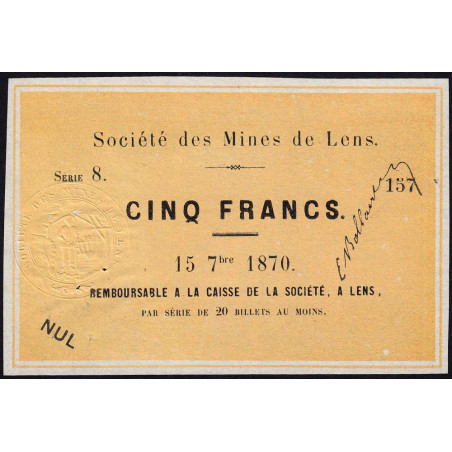 Société des Mines de Lens.
SÉRIE 8. 157
CINQ FRANCS.
15 7bre 1870.
REMBOURSABLE A LA CAISSE DE LA SOCIÉTÉ, A LENS,
PAR SÉRIE DE 20 BILLETS AU MOINS.
NUL